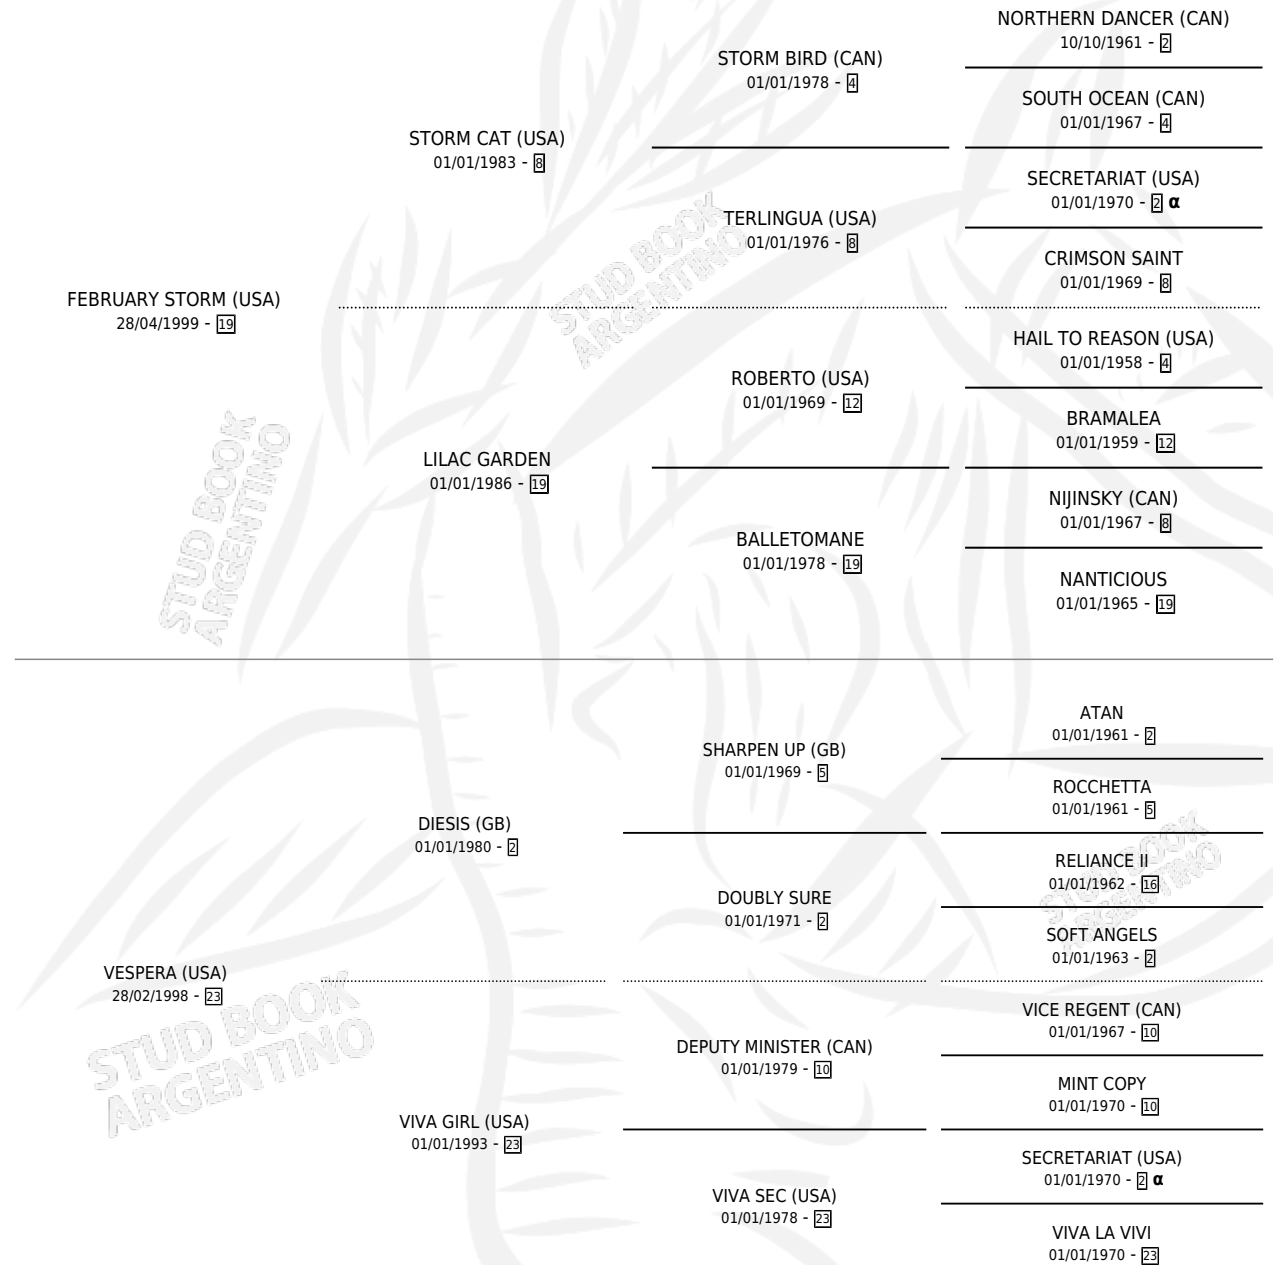 NORTHERN DANCER (CAN)
10/10/1961 - 2
STORM BIRD (CAN)
01/01/1978 - 4
SOUTH OCEAN (CAN)
01/01/1967 - 4
STORM CAT (USA)
01/01/1983 - 8
SECRETARIAT (USA)
01/01/1970 - 2 α
TERLINGUA (USA)
01/01/1976 - 8
CRIMSON SAINT
01/01/1969 - 8
STUD BOOK
ARGENTINO
FEBRUARY STORM (USA)
28/04/1999 - 19
HAIL TO REASON (USA)
01/01/1958 - 4
ROBERTO (USA)
01/01/1969 - 12
BRAMALEA
01/01/1959 - 12
LILAC GARDEN
01/01/1986 - 19
NIJINSKY (CAN)
01/01/1967 - 8
BALLETOMANE
01/01/1978 - 19
NANTICIOUS
01/01/1965 - 19
STUD BOOK
ARGENTINO
ATAN
01/01/1961 - 2
SHARPEN UP (GB)
01/01/1969 - 5
ROCCHETTA
01/01/1961 - 5
DIESIS (GB)
01/01/1980 - 2
RELIANCE II
01/01/1962 - 16
DOUBLY SURE
01/01/1971 - 2
SOFT ANGELS
01/01/1963 - 2
STUD BOOK
ARGENTINO
VESPERA (USA)
28/02/1998 - 23
VICE REGENT (CAN)
01/01/1967 - 10
DEPUTY MINISTER (CAN)
01/01/1979 - 10
MINT COPY
01/01/1970 - 10
STUD BOOK
ARGENTINO
VIVA GIRL (USA)
01/01/1993 - 23
SECRETARIAT (USA)
01/01/1970 - 2 α
VIVA SEC (USA)
01/01/1978 - 23
VIVA LA VIVI
01/01/1970 - 23